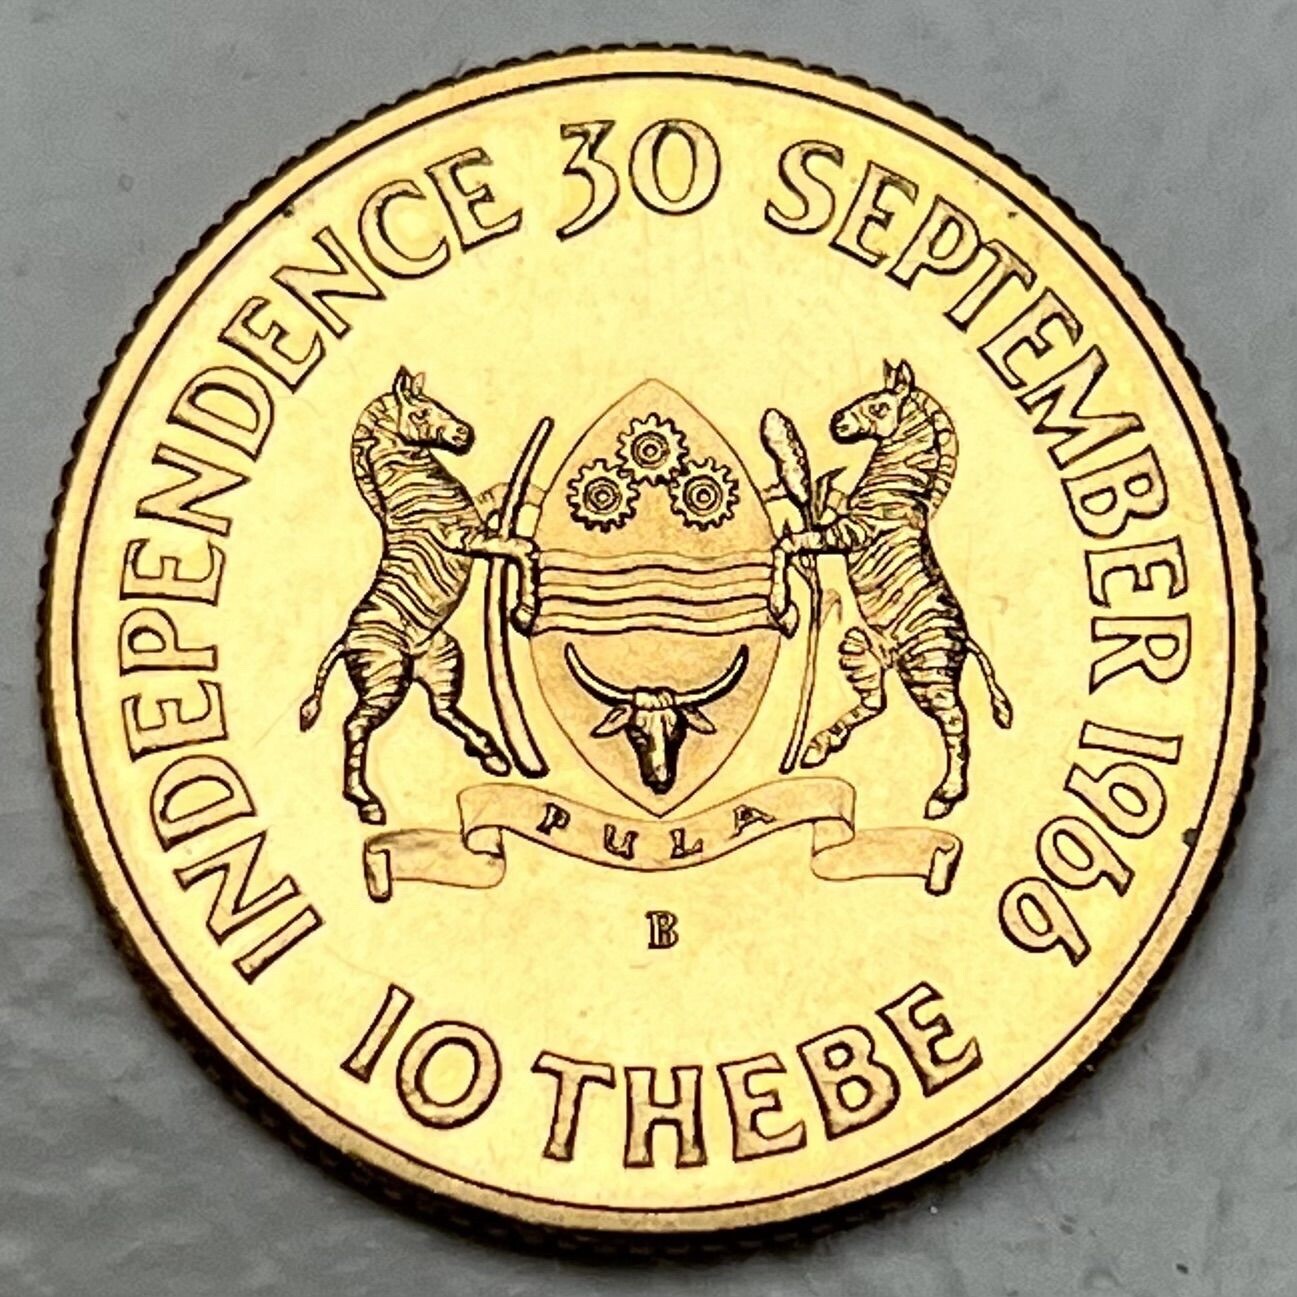 INDEPENDENCE 30 SEPTEMBER 1966
PULA
B
10 THEBE